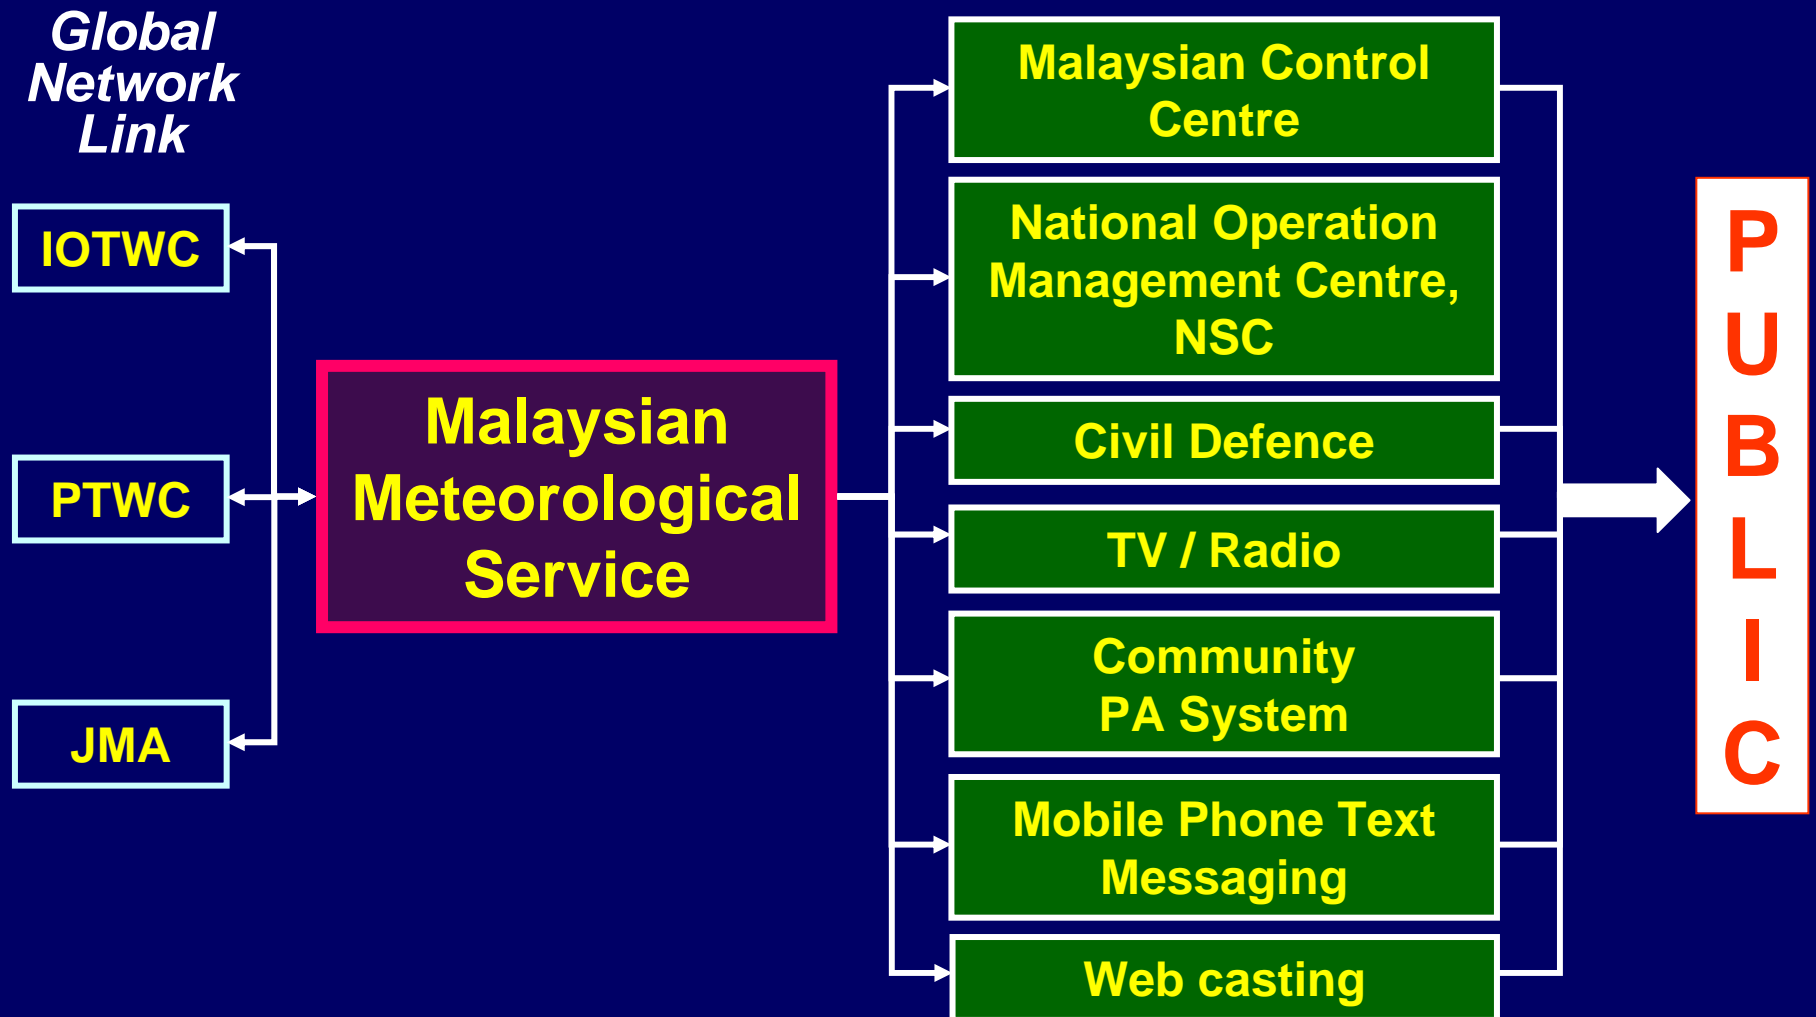 Global
Network
Link
IOTWC
PTWC
JMA
Malaysian
Meteorological
Service
Malaysian Control
Centre
National Operation
Management Centre,
NSC
Civil Defence
TV / Radio
Community
PA System
Mobile Phone Text
Messaging
Web casting
P
U
B
L
I
C